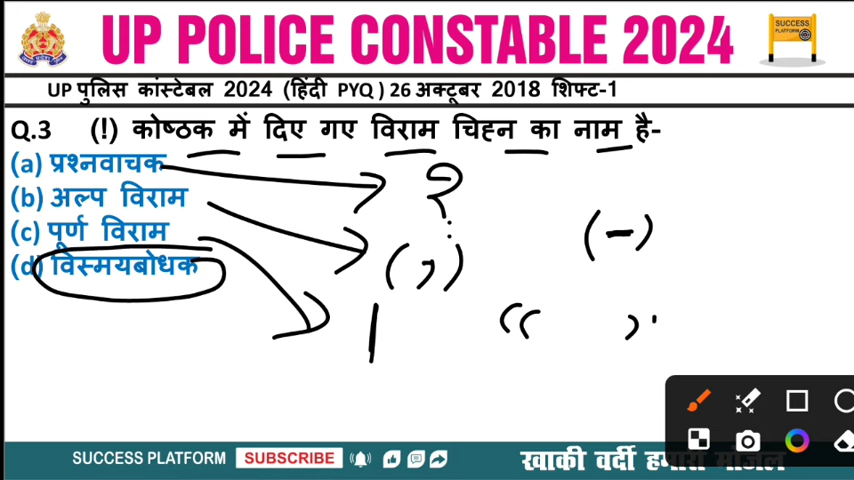 UP POLICE CONSTABLE 2024
SUCCESS
PLATFORM
UP पुलिस कांस्टेबल 2024 (हिंदी PYQ ) 26 अक्टूबर 2018 शिफ्ट-1
Q.3 (!) कोष्ठक में दिए गए विराम चिह्न का नाम है-
(a) प्रश्नवाचक
?
(b) अल्प विराम
(-)
(c) पूर्ण विराम
(,)
(d) विस्मयबोधक
|
“
SUCCESS PLATFORM SUBSCRIBE खाकी वर्दी हमारी मंजिल